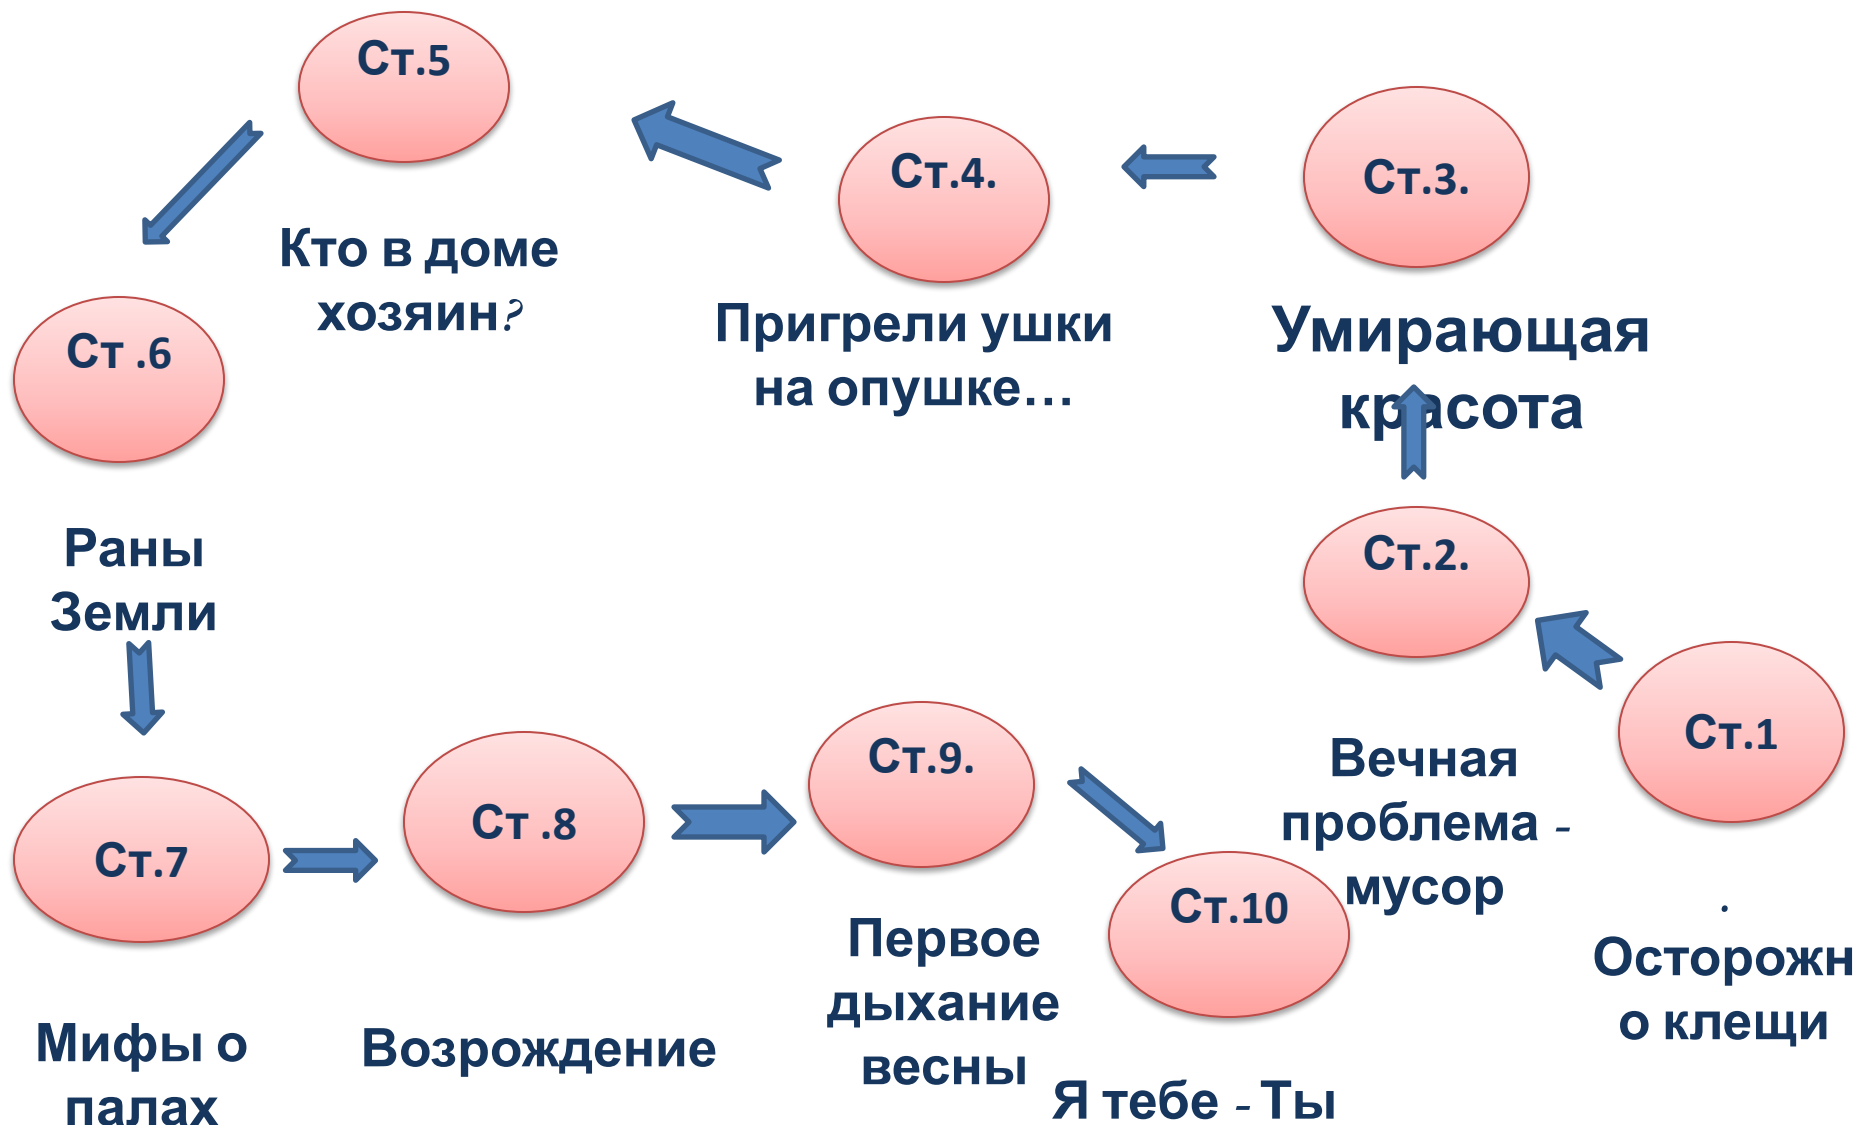 Ст.5
Кто в доме
хозяин?
Ст.4.
Пригрели ушки
на опушке...
Ст.3.
Умирающая
красота
Ст .6
Раны
Земли
Ст.2.
Вечная
проблема -
мусор
Ст.1
.
Осторожн
о клещи
Ст.7
Мифы о
палах
Ст .8
Возрождение
Ст.9.
Первое
дыхание
весны
Ст.10
Я тебе - Ты